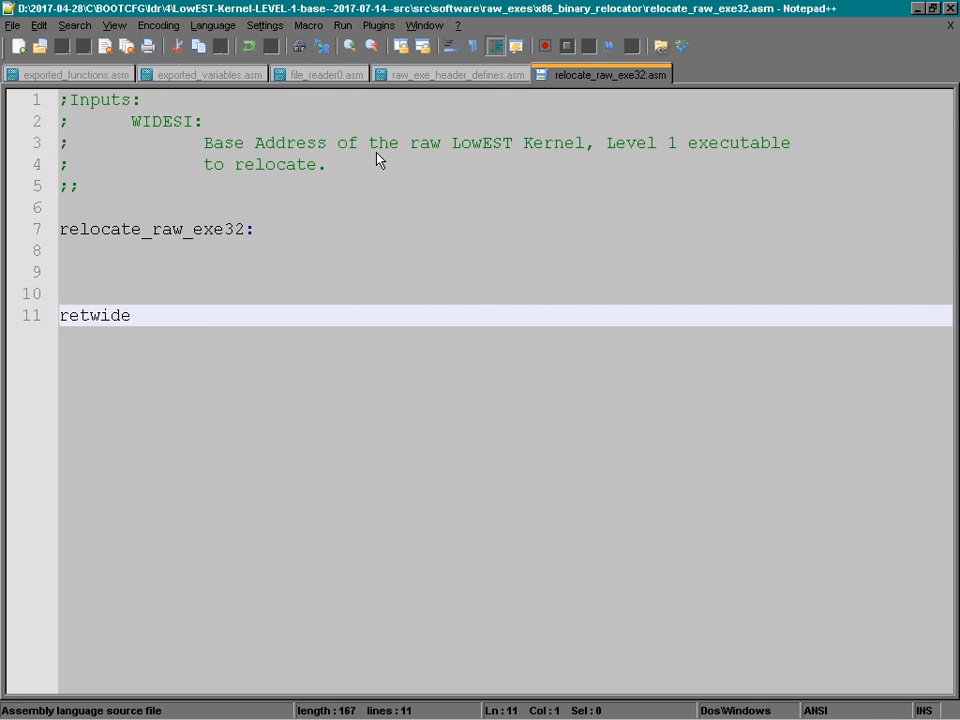 D:\2017-04-28\C\BOOTCFG\ldr\4\LowEST-Kernel-LEVEL-1-base--2017-07-14--src\src\software\raw_exes\x86_binary_relocator/relocate_raw_exe32.asm - Notepad++
File Edit Search View Encoding Language Settings Macro Run Plugins Window ? X
exported_functions.asm exported_variables.asm file_reader0.asm raw_exe_header_defines.asm relocate_raw_exe32.asm
1 ;Inputs:
2 ; WIDESI:
3 ; Base Address of the raw LowEST Kernel, Level 1 executable
4 ; to relocate.
5 ;;
6
7 relocate_raw_exe32:
8
9
10
11 retwide
Assembly language source file length : 167 lines : 11 Ln : 11 Col : 1 Sel : 0 Dos\Windows ANSI INS